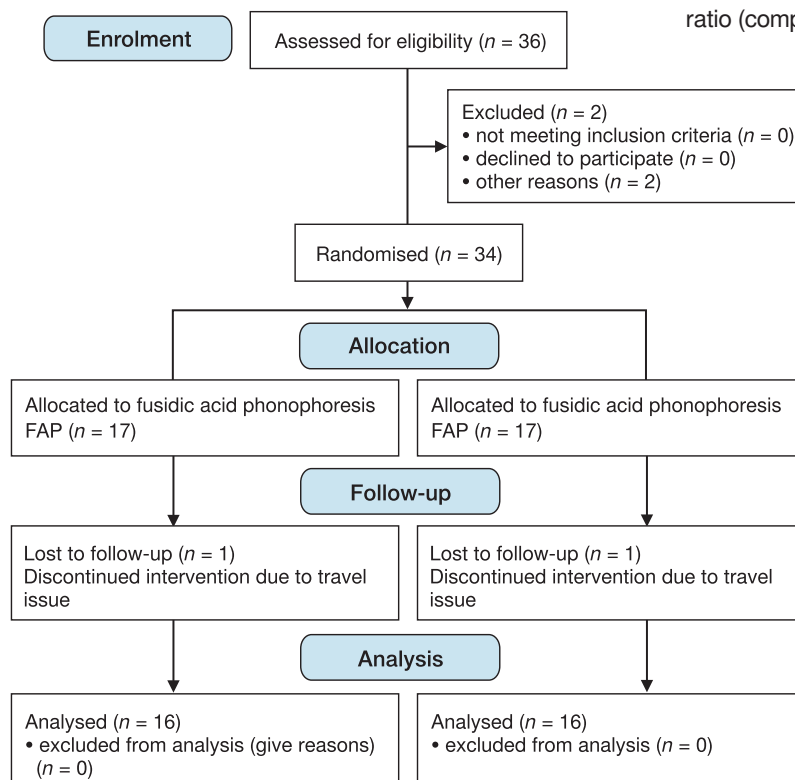 Enrolment
Assessed for eligibility (n = 36)
ratio (comp
Excluded (n = 2)
• not meeting inclusion criteria (n = 0)
• declined to participate (n = 0)
• other reasons (n = 2)
Randomised (n = 34)
Allocation
Allocated to fusidic acid phonophoresis
FAP (n = 17)
Allocated to fusidic acid phonophoresis
FAP (n = 17)
Follow-up
Lost to follow-up (n = 1)
Discontinued intervention due to travel
issue
Lost to follow-up (n = 1)
Discontinued intervention due to travel
issue
Analysis
Analysed (n = 16)
• excluded from analysis (give reasons)
(n = 0)
Analysed (n = 16)
• excluded from analysis (n = 0)